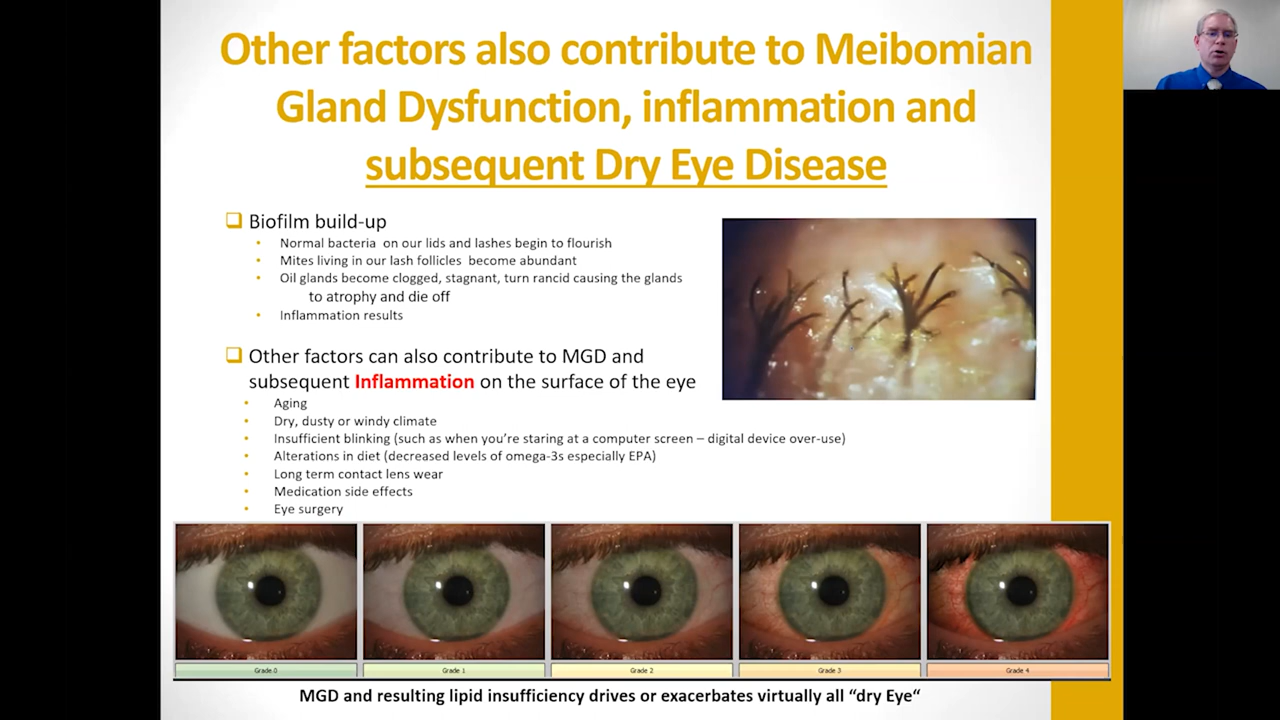 Other factors also contribute to Meibomian
Gland Dysfunction, inflammation and
subsequent Dry Eye Disease
Biofilm build-up
Normal bacteria on our lids and lashes begin to flourish
Mites living in our lash follicles become abundant
Oil glands become clogged, stagnant, turn rancid causing the glands
to atrophy and die off
Inflammation results
Other factors can also contribute to MGD and
subsequent Inflammation on the surface of the eye
Aging
Dry, dusty or windy climate
Insufficient blinking (such as when you're staring at a computer screen – digital device over-use)
Alterations in diet (decreased levels of omega-3s especially EPA)
Long term contact lens wear
Medication side effects
Eye surgery
Grade 0
Grade 1
Grade 2
Grade 3
Grade 4
MGD and resulting lipid insufficiency drives or exacerbates virtually all “dry Eye“